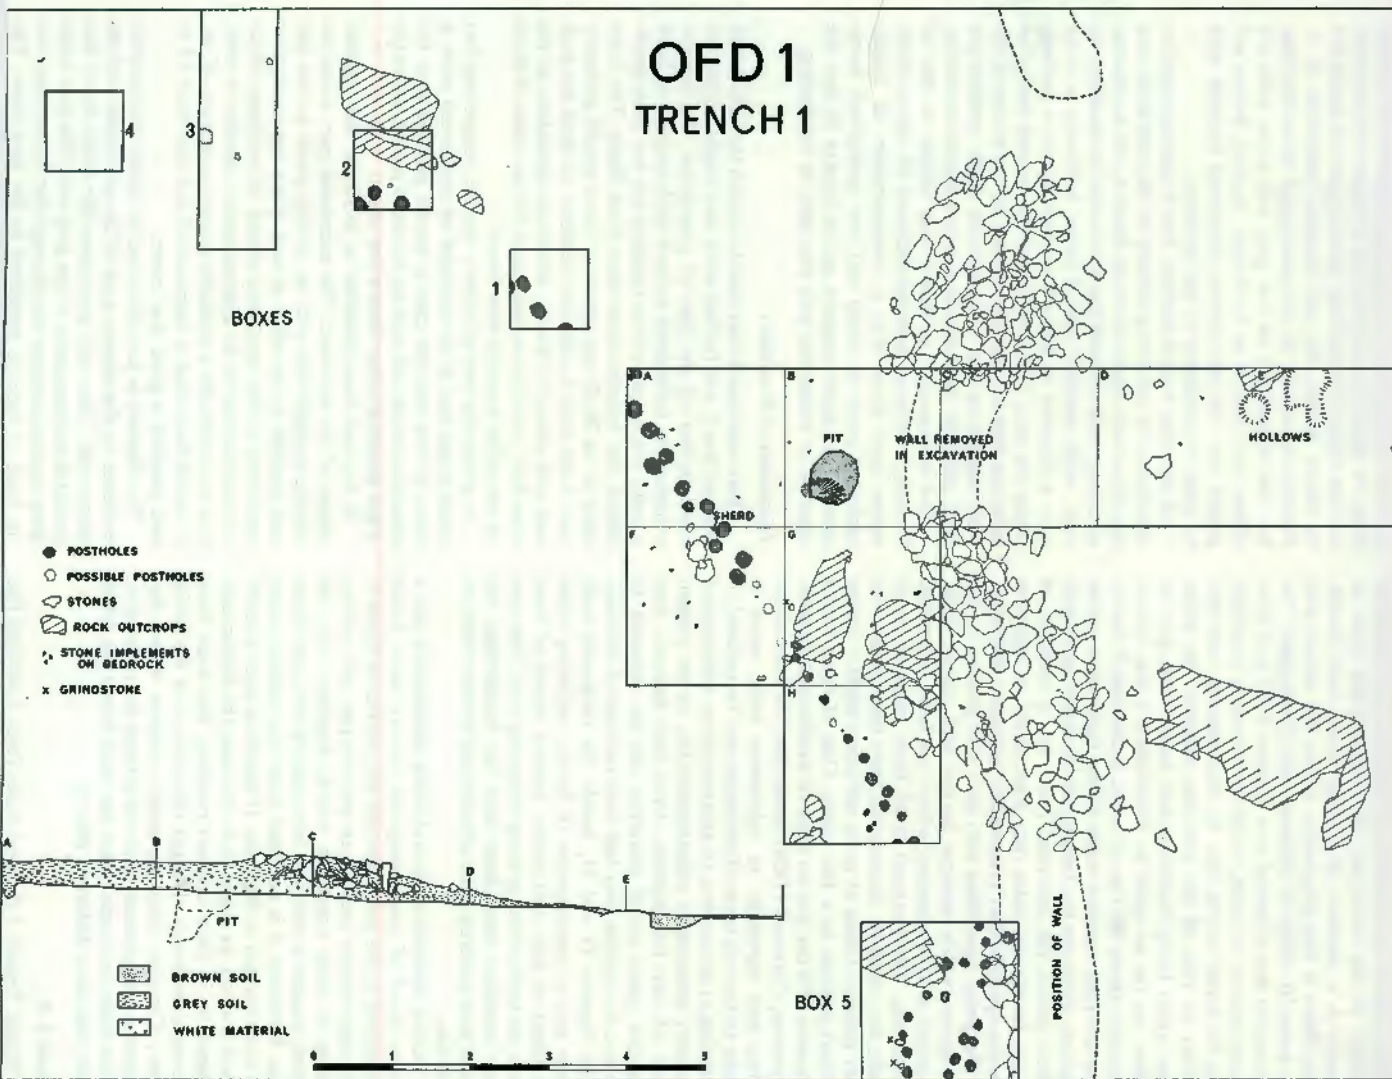 OFD 1
TRENCH 1
4
3
2
1
BOXES
A
B
C
D
E
PIT
WALL REMOVED
IN EXCAVATION
HOLLOWS
SHERD
F
G
x
H
POSTHOLES
POSSIBLE POSTHOLES
STONES
ROCK OUTCROPS
STONE IMPLEMENTS
ON BEDROCK
x GRINDSTONE
A
B
C
D
E
PIT
BROWN SOIL
GREY SOIL
WHITE MATERIAL
POSITION OF WALL
BOX 5
x
x
0 1 2 3 4 5